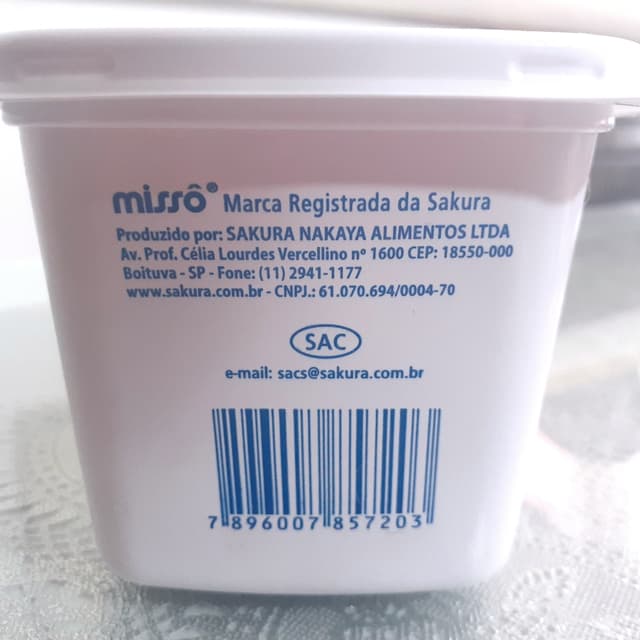 missô® Marca Registrada da Sakura
Produzido por: SAKURA NAKAYA ALIMENTOS LTDA
Av. Prof. Célia Lourdes Vercellino nº 1600 CEP: 18550-000
Boituva - SP - Fone: (11) 2941-1177
www.sakura.com.br - CNPJ.: 61.070.694/0004-70
SAC
e-mail: sacs@sakura.com.br
7 896007 857203